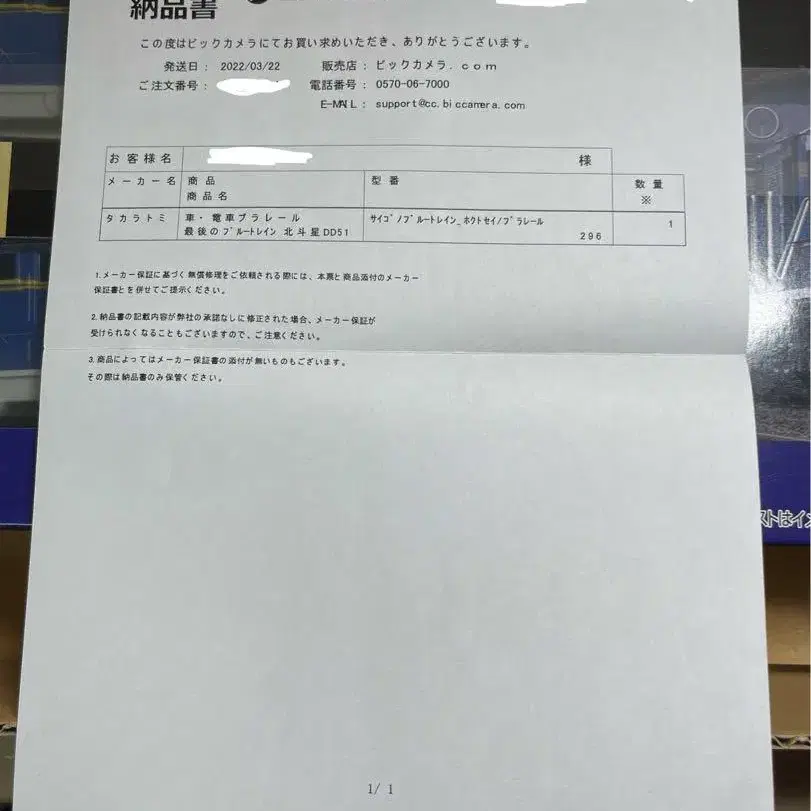 納品書
この度はビックカメラにてお買い求めいただき、ありがとうございます。
発送日： 2022/03/22 販売店： ビックカメラ．ｃｏｍ
ご注文番号： 電話番号： 0570-06-7000
E-MAIL： support@cc.biccamera.com
お客様名 様
メーカー名 商品 型番 数量
商品名 ※
タカラトミ 車・電車プラレール サイゴノブルートレイン_ホクトセイ/プラレール 1
最後のブルートレイン 北斗星DD51 296
1.メーカー保証に基づく無償修理をご依頼される際には、本票と商品添付のメーカー
保証書とを併せてご提示ください。
2.納品書の記載内容が弊社の承諾なしに修正された場合、メーカー保証が
受けられなくなることもございますので、ご注意ください。
3.商品によってはメーカー保証書の添付が無いものもございます。
その際は納品書のみ保管ください。
ストはイ
1/ 1